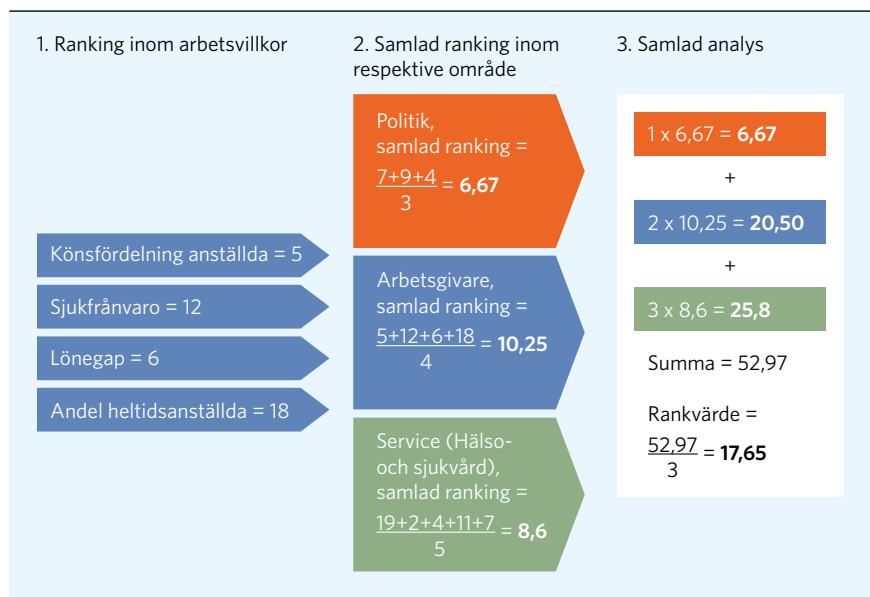 1. Ranking inom arbetsvillkor
Könsfördelning anställda = 5
Sjukfrånvaro = 12
Lönegap = 6
Andel heltidsanställda = 18
2. Samlad ranking inom
respektive område
Politik,
samlad ranking =
7+9+4
3
= 6,67
Arbetsgivare,
samlad ranking =
5+12+6+18
4
= 10,25
Service (Hälso-
och sjukvård),
samlad ranking =
19+2+4+11+7
5
= 8,6
3. Samlad analys
1 x 6,67 = 6,67
+
2 x 10,25 = 20,50
+
3 x 8,6 = 25,8
Summa = 52,97
Rankvärde =
52,97
3
= 17,65